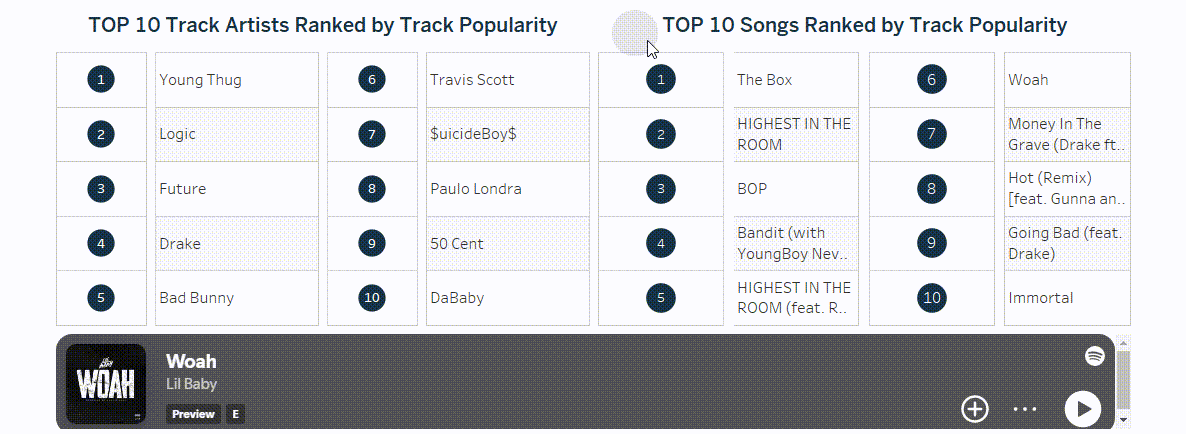 TOP 10 Track Artists Ranked by Track Popularity
1 Young Thug
2 Logic
3 Future
4 Drake
5 Bad Bunny
6 Travis Scott
7 $uicideBoy$
8 Paulo Londra
9 50 Cent
10 DaBaby
TOP 10 Songs Ranked by Track Popularity
1 The Box
2 HIGHEST IN THE
ROOM
3 BOP
4 Bandit (with
YoungBoy Nev..
5 HIGHEST IN THE
ROOM (feat. R..
6 Woah
7 Money In The
Grave (Drake ft..
8 Hot (Remix)
[feat. Gunna an..
9 Going Bad (feat.
Drake)
10 Immortal
WOAH
Woah
Lil Baby
Preview E